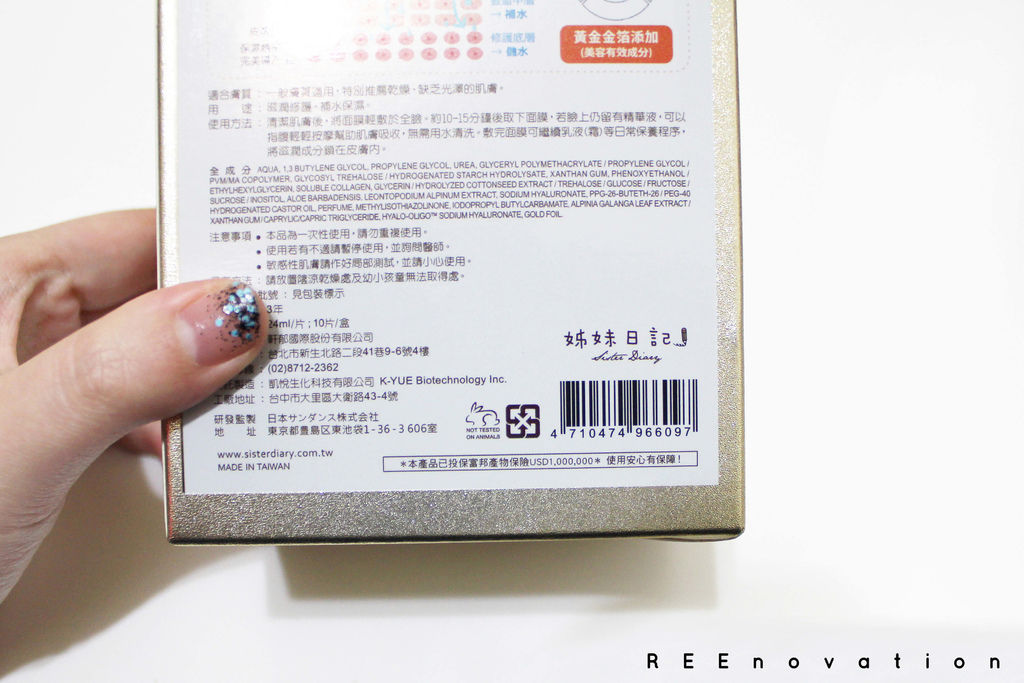 → 補水
修護底層
→ 儲水
黃金金箔添加
(美容有效成分)
適合膚質：一般膚質適用，特別推薦乾燥、缺乏光澤的肌膚。
用 途：滋潤修護、補水保濕。
使用方法：清潔肌膚後，將面膜輕敷於全臉，約10~15分鐘後取下面膜，若臉上仍留有精華液，可以
指腹輕輕按摩幫助肌膚吸收，無需用水清洗。敷完面膜可繼續乳液(霜)等日常保養程序，
將滋潤成分鎖在皮膚內。
全 成 分 AQUA, 1,3 BUTYLENE GLYCOL, PROPYLENE GLYCOL, UREA, GLYCERYL POLYMETHACRYLATE / PROPYLENE GLYCOL /
PVM/MA COPOLYMER, GLYCOSYL TREHALOSE / HYDROGENATED STARCH HYDROLYSATE, XANTHAN GUM, PHENOXYETHANOL /
ETHYLHEXYLGLYCERIN, SOLUBLE COLLAGEN, GLYCERIN / HYDROLYZED COTTONSEED EXTRACT / TREHALOSE / GLUCOSE / FRUCTOSE /
SUCROSE / INOSITOL, ALOE BARBADENSIS, LEONTOPODIUM ALPINUM EXTRACT, SODIUM HYALURONATE, PPG-26-BUTETH-26 / PEG-40
HYDROGENATED CASTOR OIL, PERFUME, METHYLISOTHIAZOLINONE, IODOPROPYL BUTYLCARBAMATE, ALPINIA GALANGA LEAF EXTRACT /
XANTHAN GUM / CAPRYLIC/CAPRIC TRIGLYCERIDE, HYALO-OLIGO™ SODIUM HYALURONATE, GOLD FOIL.
注意事項 • 本品為一次性使用，請勿重複使用。
• 使用若有不適請暫停使用，並詢問醫師。
• 敏感性肌膚請作好局部測試，並請小心使用。
方法：請放置陰涼乾燥處及幼小孩童無法取得處。
批號：見包裝標示
3年
24ml/片；10片/盒
軒郁國際股份有限公司
台北市新生北路二段41巷9-6號4樓
(02)8712-2362
製造：凱悅生化科技有限公司 K-YUE Biotechnology Inc.
工廠地址：台中市大里區大衛路43-4號
研發監製 日本サンダンス株式会社
地 址 東京都豊島区東池袋1-36-3 606室
www.sisterdiary.com.tw
MADE IN TAIWAN
姊妹日記
Sister Diary
NOT TESTED
ON ANIMALS
4 710474 966097
＊本產品已投保富邦產物保險USD1,000,000＊ 使用安心有保障！
REEnovation